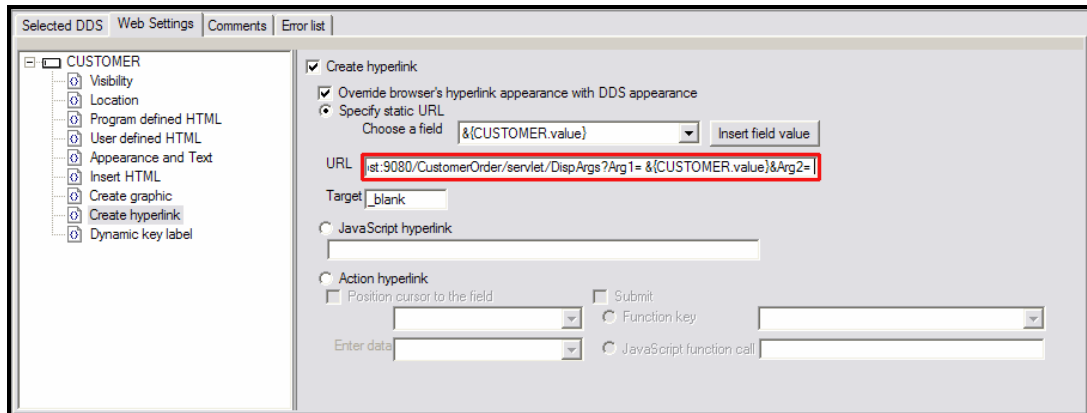 Selected DDS Web Settings Comments Error list
CUSTOMER
Visibility
Location
Program defined HTML
User defined HTML
Appearance and Text
Insert HTML
Create graphic
Create hyperlink
Dynamic key label
Create hyperlink
Override browser's hyperlink appearance with DDS appearance
Specify static URL
Choose a field &{CUSTOMER.value} Insert field value
URL ost:9080/CustomerOrder/servlet/DispArgs?Arg1= &{CUSTOMER.value}&Arg2=
Target _blank
JavaScript hyperlink
Action hyperlink
Position cursor to the field Submit
Function key
Enter data JavaScript function call